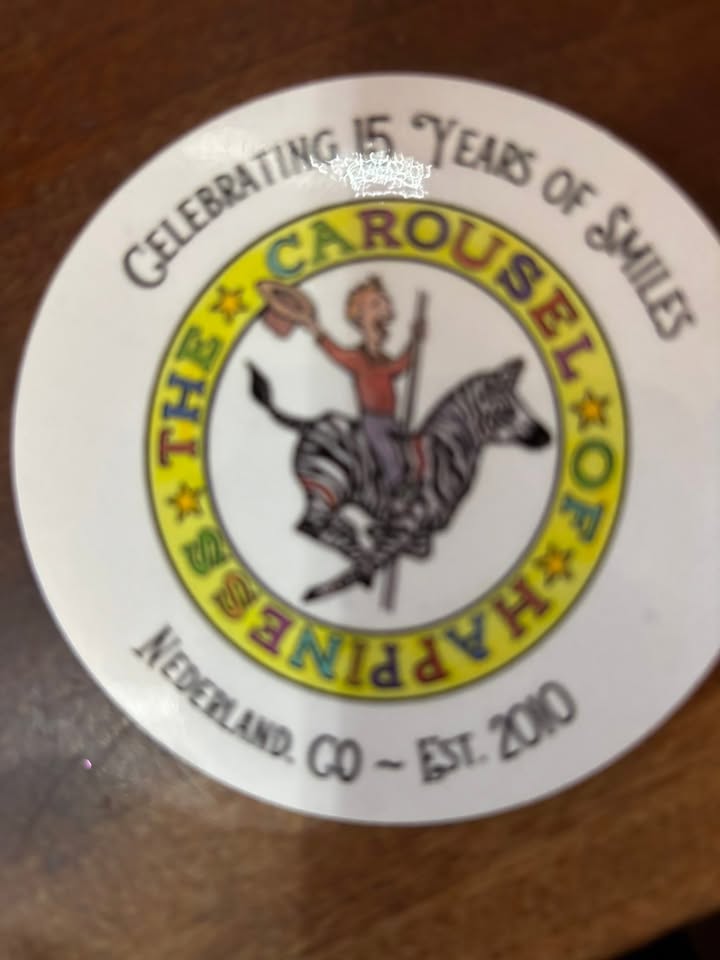 CELEBRATING 15 YEARS OF SMILES
THE ★ CAROUSEL ★ OF ★ HAPPINESS ★
NEDERLAND, CO ~ EST. 2010